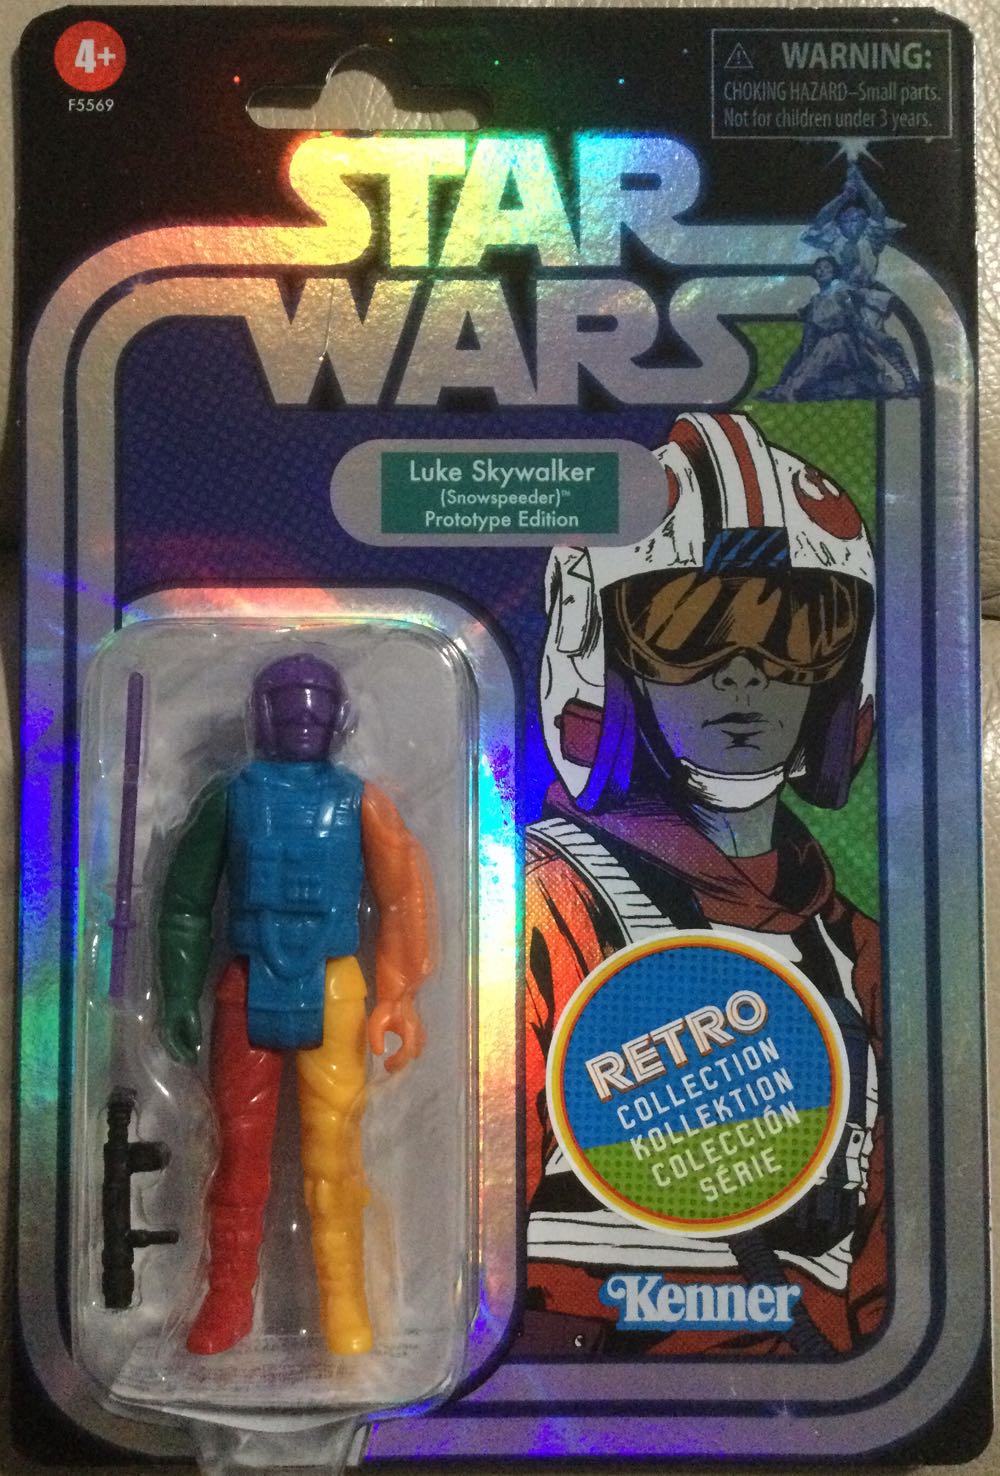 4+
F5569
⚠ WARNING:
CHOKING HAZARD–Small parts.
Not for children under 3 years.
STAR
WARS
Luke Skywalker
(Snowspeeder)™
Prototype Edition
RETRO
COLLECTION
KOLLEKTION
COLECCIÓN
SÉRIE
Kenner